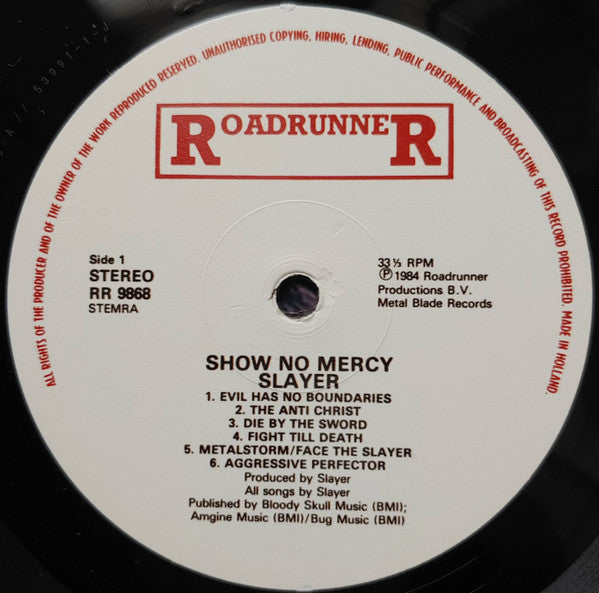 ROADRUNNER
ALL RIGHTS OF THE PRODUCER AND OF THE OWNER OF THE WORK REPRODUCED RESERVED. UNAUTHORISED COPYING, HIRING, LENDING, PUBLIC PERFORMANCE AND BROADCASTING OF THIS RECORD PROHIBITED. MADE IN HOLLAND.
Side 1
STEREO
RR 9868
STEMRA
33 ⅓ RPM
Ⓟ 1984 Roadrunner
Productions B.V.
Metal Blade Records
SHOW NO MERCY
SLAYER
1. EVIL HAS NO BOUNDARIES
2. THE ANTI CHRIST
3. DIE BY THE SWORD
4. FIGHT TILL DEATH
5. METALSTORM/FACE THE SLAYER
6. AGGRESSIVE PERFECTOR
Produced by Slayer
All songs by Slayer
Published by Bloody Skull Music (BMI);
Amgine Music (BMI)/Bug Music (BMI)